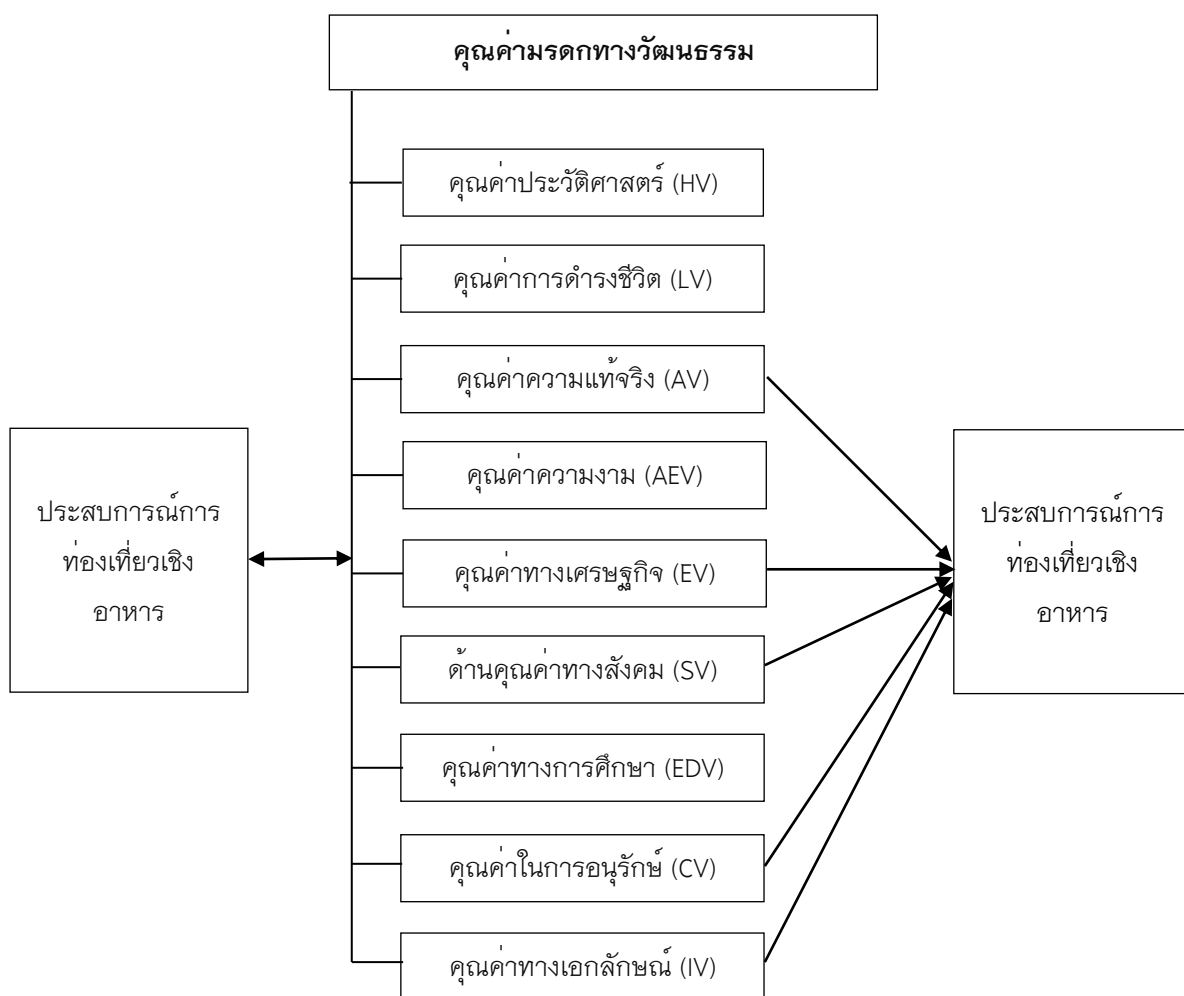 คุณค่ามรดกทางวัฒนธรรม
คุณค่าประวัติศาสตร์ (HV)
คุณค่าการดำรงชีวิต (LV)
คุณค่าความแท้จริง (AV)
คุณค่าความงาม (AEV)
คุณค่าทางเศรษฐกิจ (EV)
ด้านคุณค่าทางสังคม (SV)
คุณค่าทางการศึกษา (EDV)
คุณค่าในการอนุรักษ์ (CV)
คุณค่าทางเอกลักษณ์ (IV)
ประสบการณ์การ
ท่องเที่ยวเชิง
อาหาร
ประสบการณ์การ
ท่องเที่ยวเชิง
อาหาร